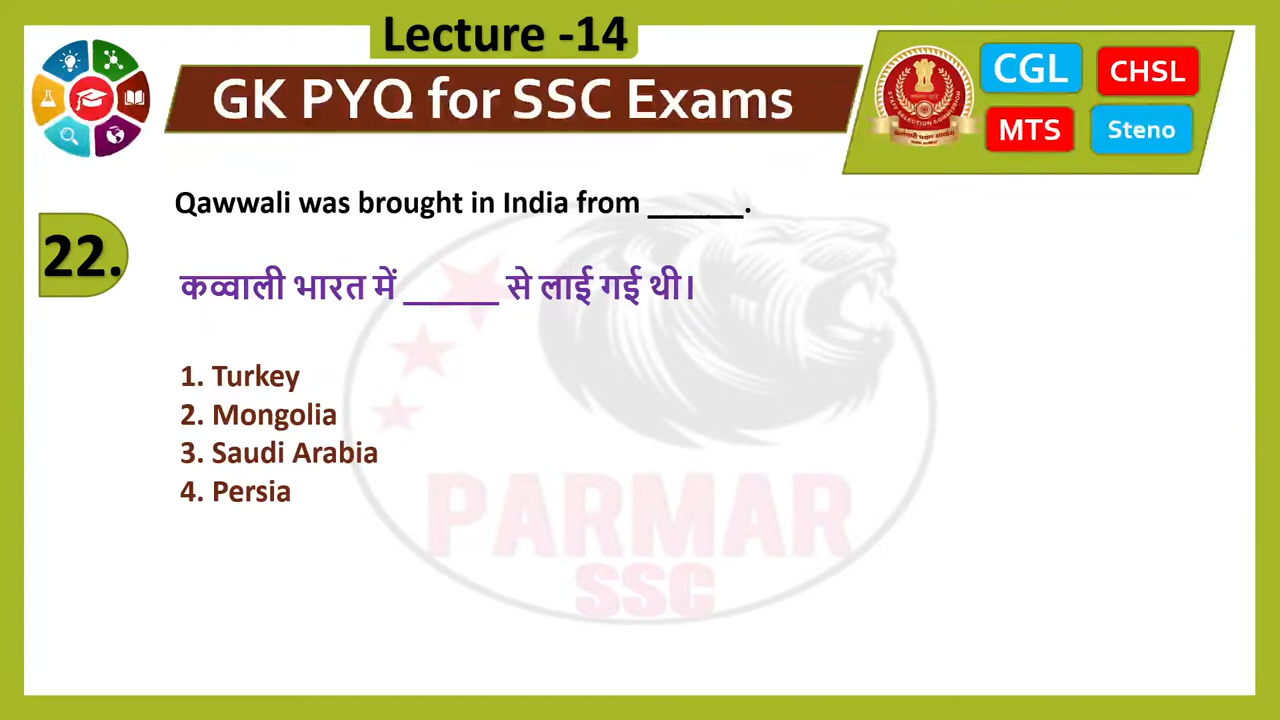 Lecture -14
GK PYQ for SSC Exams
CGL
CHSL
MTS
Steno
22.
Qawwali was brought in India from _______.
कव्वाली भारत में _______ से लाई गई थी।
1. Turkey
2. Mongolia
3. Saudi Arabia
4. Persia
PARMAR
SSC